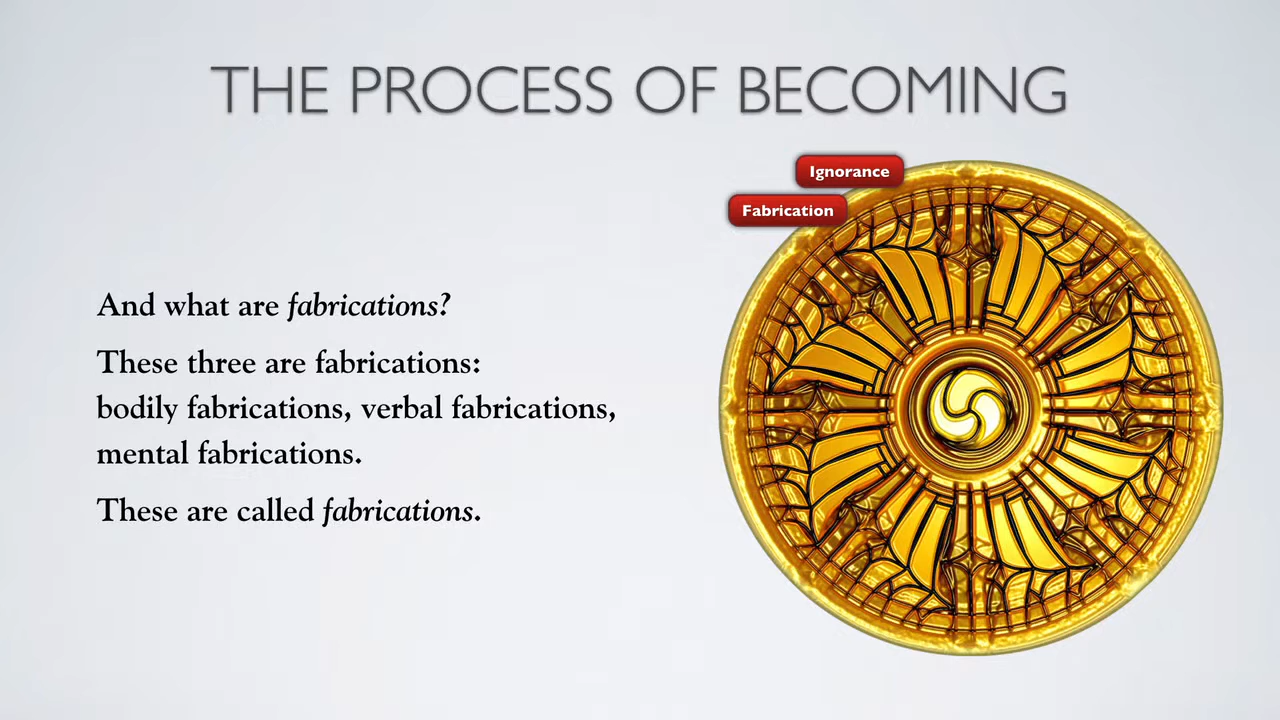 THE PROCESS OF BECOMING
Ignorance
Fabrication
And what are fabrications?
These three are fabrications:
bodily fabrications, verbal fabrications,
mental fabrications.
These are called fabrications.